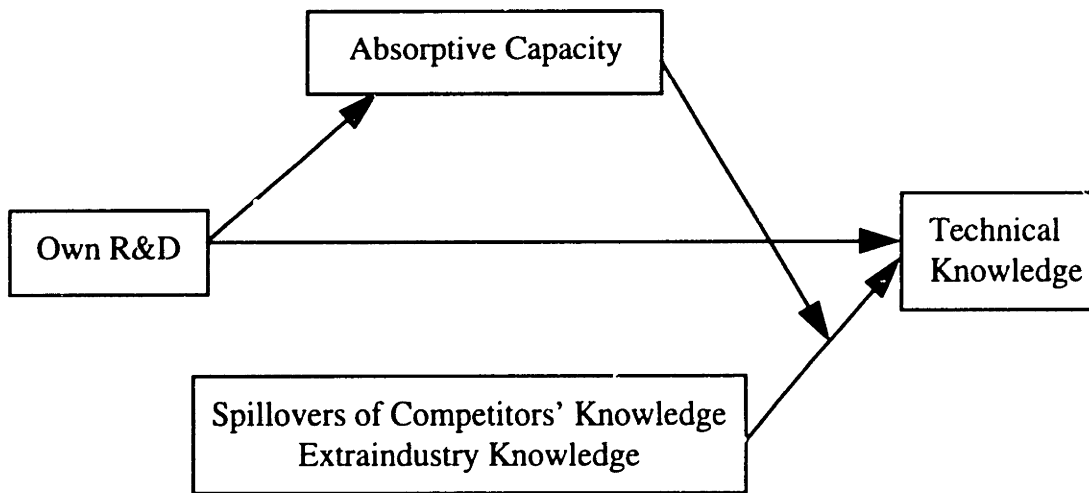 Absorptive Capacity
Own R&D
Technical
Knowledge
Spillovers of Competitors’ Knowledge
Extraindustry Knowledge